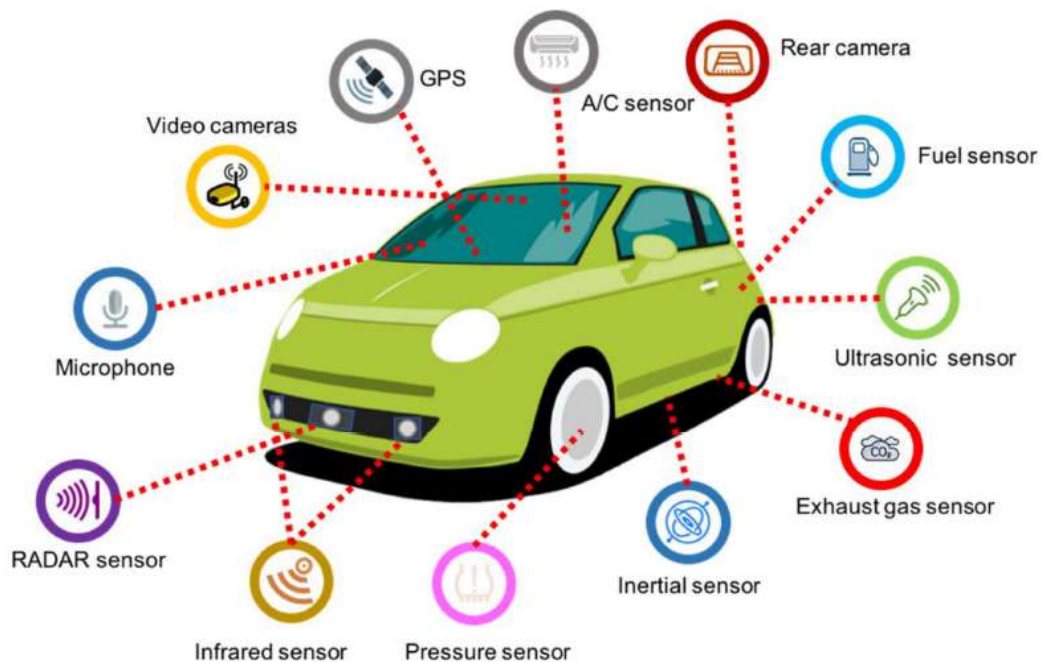 Rear camera
GPS
A/C sensor
Video cameras
Fuel sensor
Microphone
Ultrasonic sensor
CO₂
Exhaust gas sensor
RADAR sensor
Inertial sensor
Infrared sensor
Pressure sensor